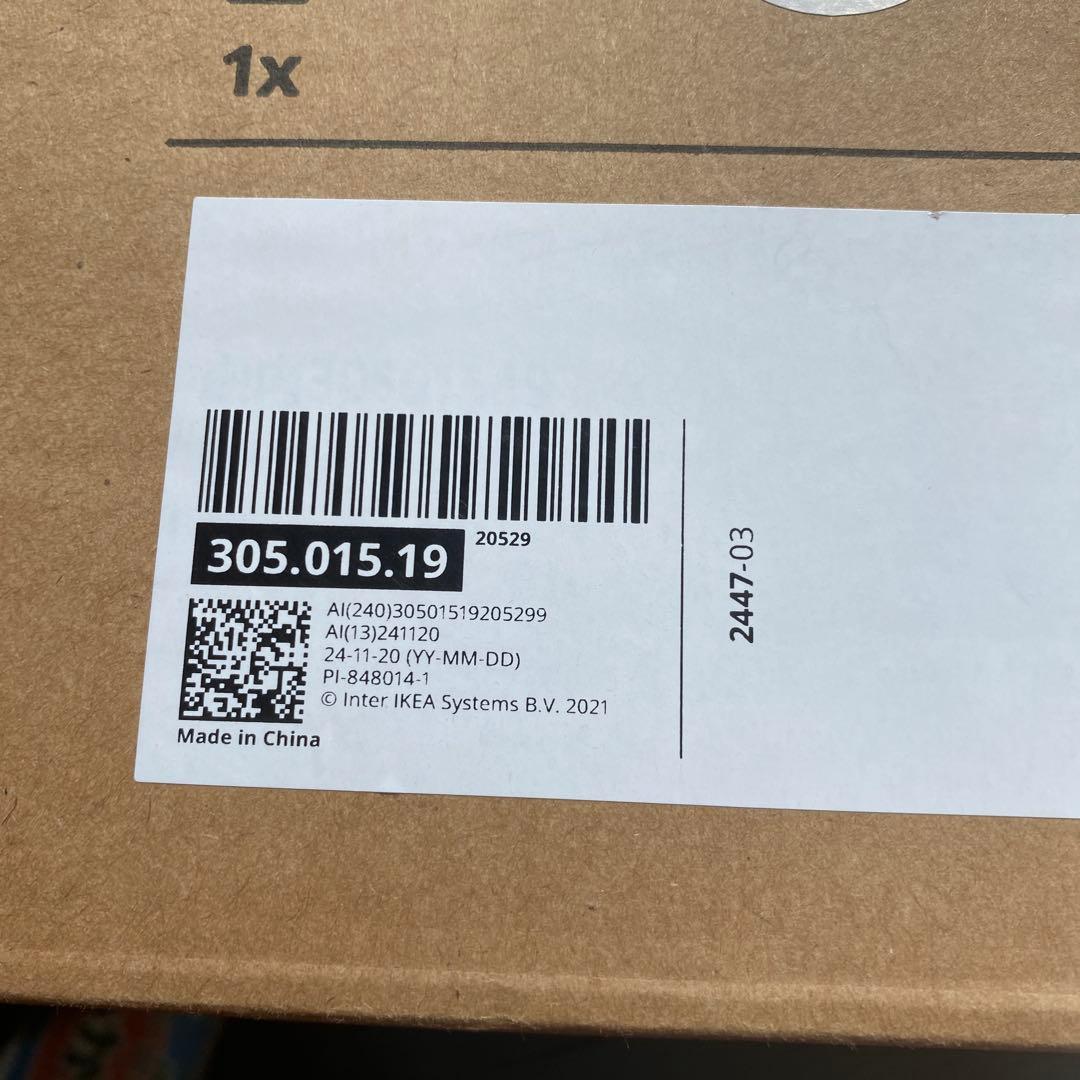 1x
305.015.19
20529
AI(240)30501519205299
AI(13)241120
24-11-20 (YY-MM-DD)
PI-848014-1
© Inter IKEA Systems B.V. 2021
Made in China
2447-03